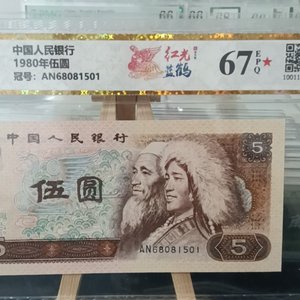 中国人民银行
1980年伍圆
冠号：AN68081501
红光
蓝鹤
67
EPQ
★
10011
中国人民银行
5
伍圆
AN68081501
5